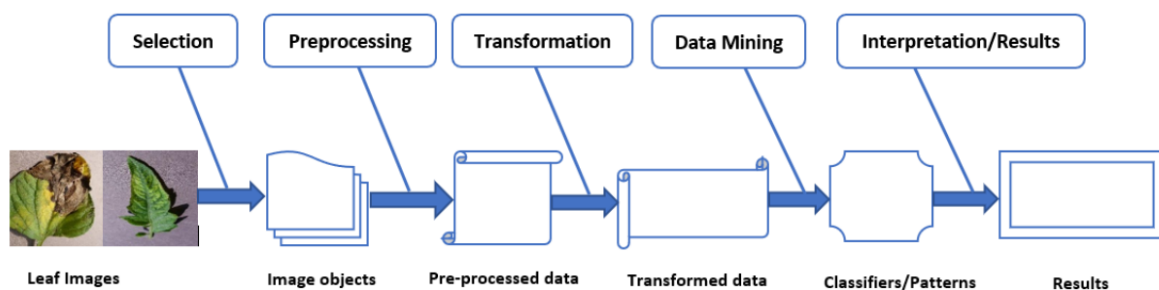 Selection
Preprocessing
Transformation
Data Mining
Interpretation/Results
Leaf Images
Image objects
Pre-processed data
Transformed data
Classifiers/Patterns
Results